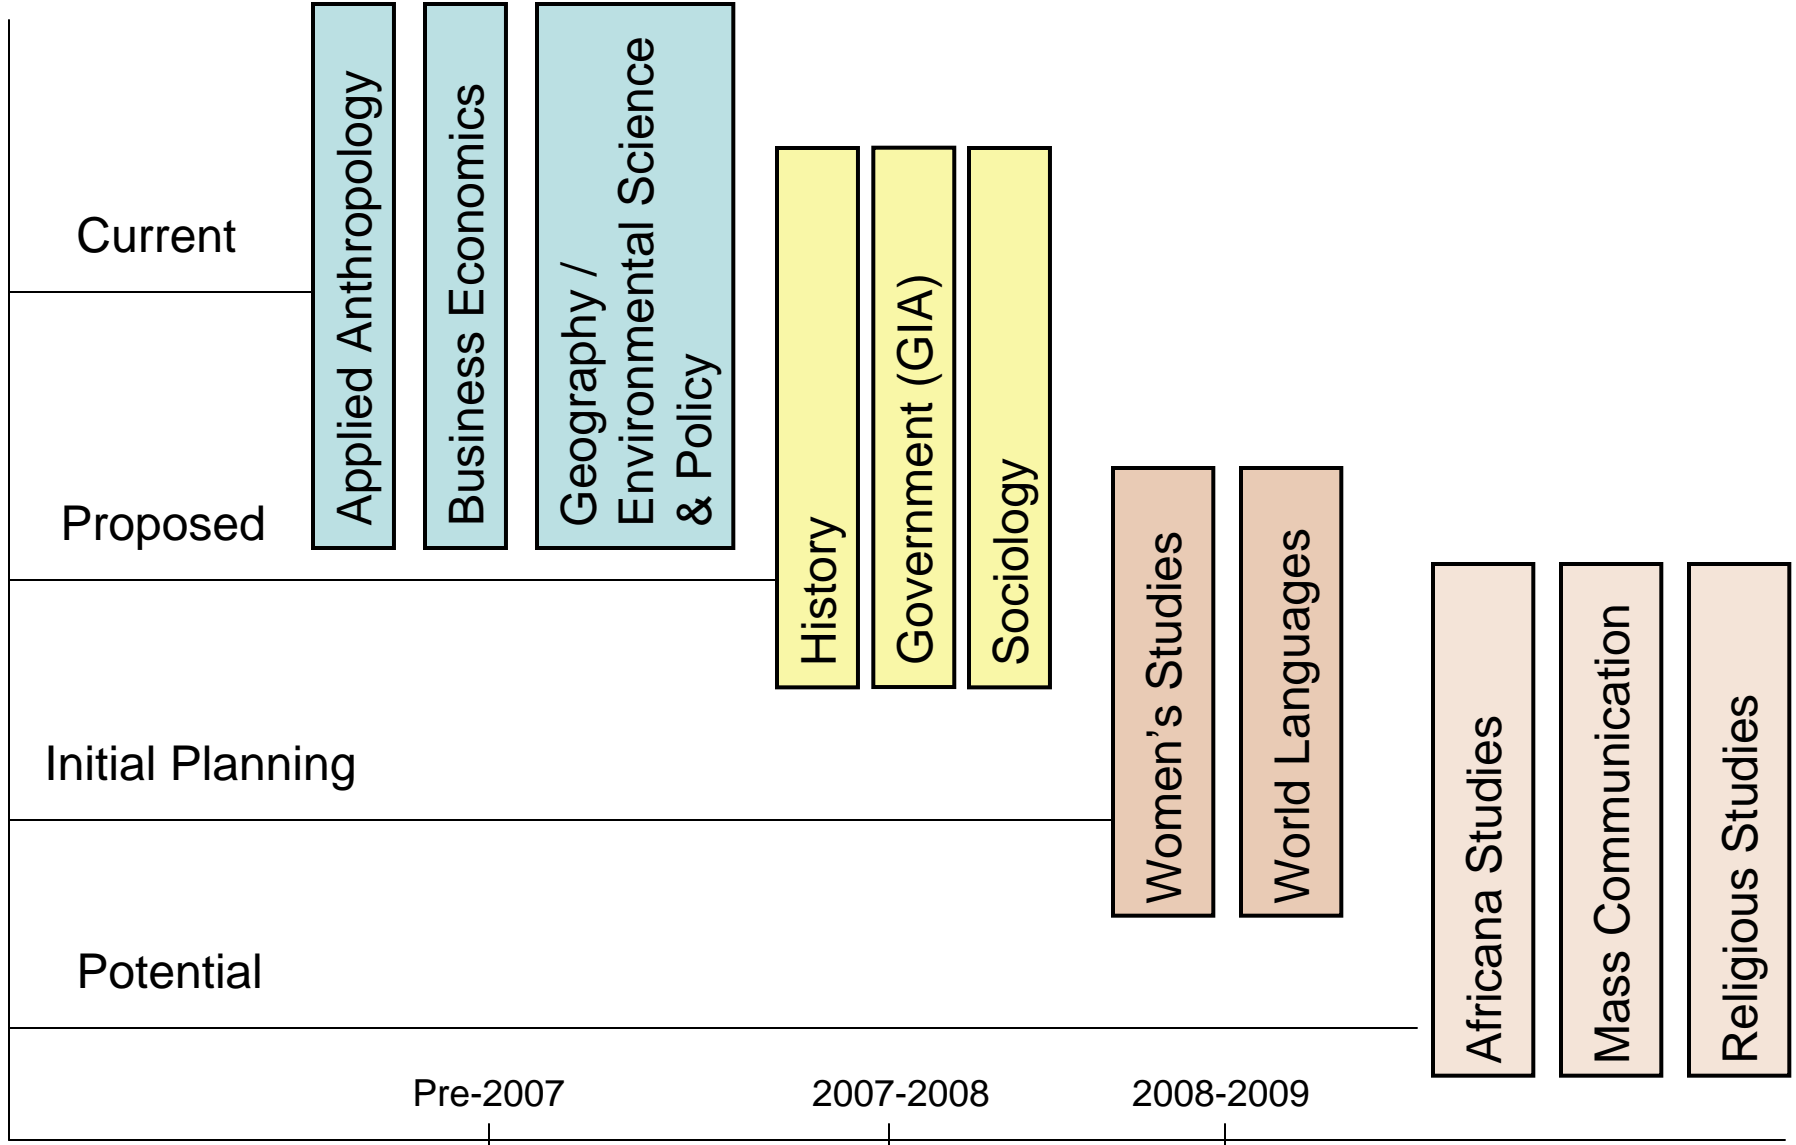 Current
Proposed
Initial Planning
Potential
Applied Anthropology
Business Economics
Geography /
Environmental Science
& Policy
History
Government (GIA)
Sociology
Women’s Studies
World Languages
Africana Studies
Mass Communication
Religious Studies
Pre-2007
2007-2008
2008-2009